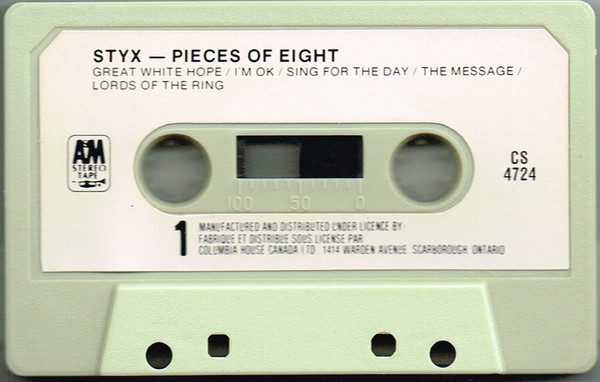 STYX — PIECES OF EIGHT
GREAT WHITE HOPE / I'M OK / SING FOR THE DAY / THE MESSAGE /
LORDS OF THE RING
A&M
STEREO
TAPE
CS
4724
100 50 0
1
MANUFACTURED AND DISTRIBUTED UNDER LICENCE BY:
FABRIQUE ET DISTRIBUE SOUS LICENSE PAR
COLUMBIA HOUSE CANADA LTD. 1414 WARDEN AVENUE SCARBOROUGH ONTARIO